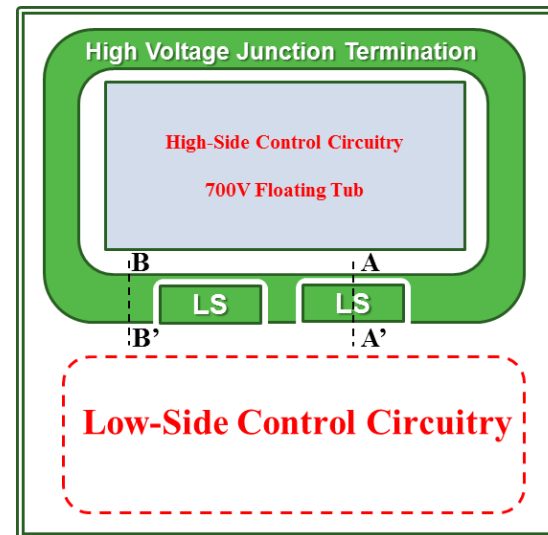 High Voltage Junction Termination
High-Side Control Circuitry
700V Floating Tub
B
A
LS
LS
B’
A’
Low-Side Control Circuitry